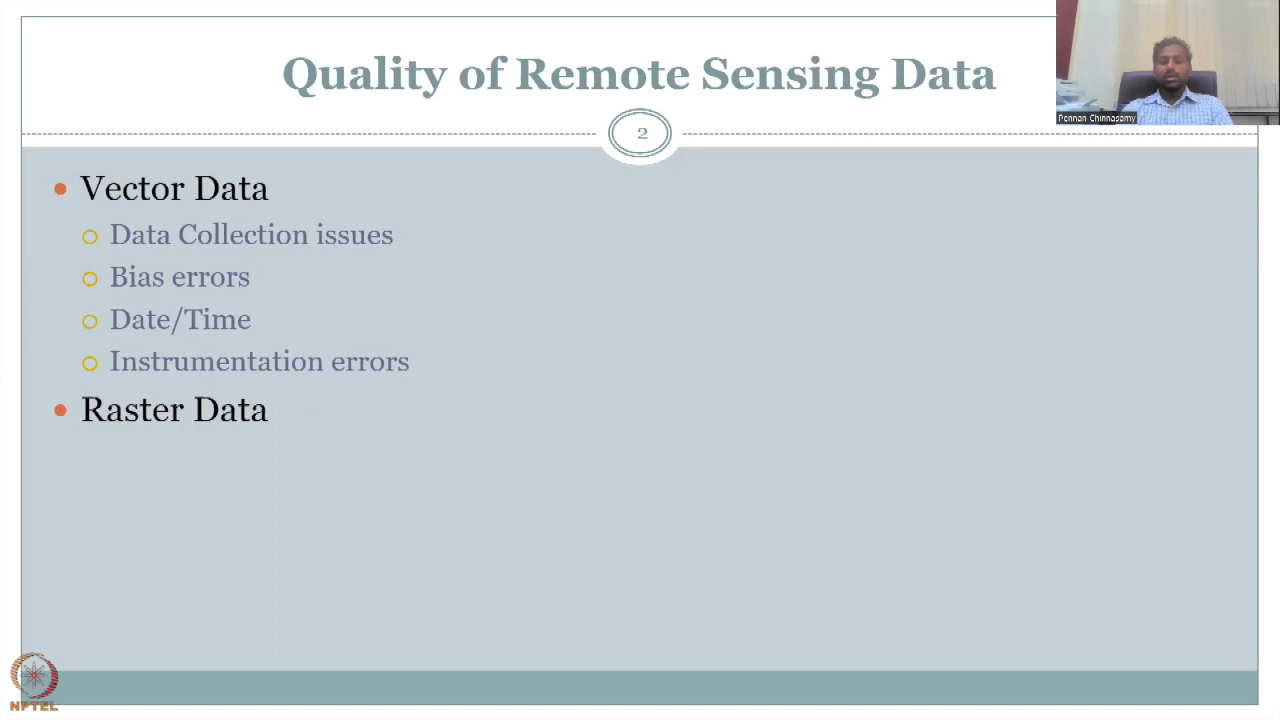 Quality of Remote Sensing Data
Pennan Chinnasamy
2
Vector Data
Data Collection issues
Bias errors
Date/Time
Instrumentation errors
Raster Data
NPTEL